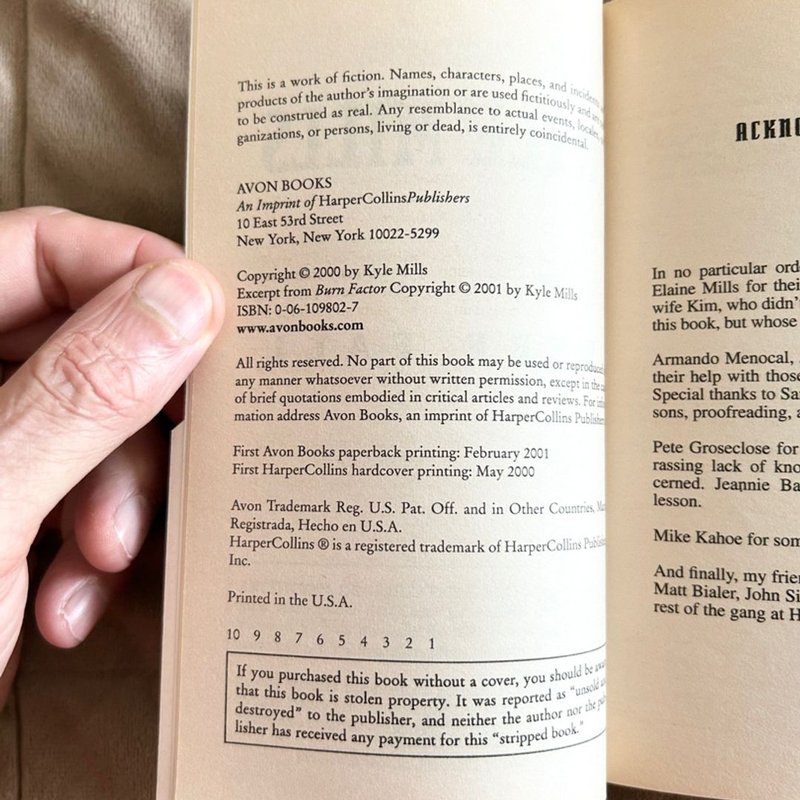 This is a work of fiction. Names, characters, places, and incidents
products of the author's imagination or are used fictitiously and
to be construed as real. Any resemblance to actual events, locales,
ganizations, or persons, living or dead, is entirely coincidental.
AVON BOOKS
An Imprint of HarperCollinsPublishers
10 East 53rd Street
New York, New York 10022-5299
Copyright © 2000 by Kyle Mills
Excerpt from Burn Factor Copyright © 2001 by Kyle Mills
ISBN: 0-06-109802-7
www.avonbooks.com
All rights reserved. No part of this book may be used or reproduced
any manner whatsoever without written permission, except in the
of brief quotations embodied in critical articles and reviews. For
mation address Avon Books, an imprint of HarperCollins
First Avon Books paperback printing: February 2001
First HarperCollins hardcover printing: May 2000
Avon Trademark Reg. U.S. Pat. Off. and in Other Countries,
Registrada, Hecho en U.S.A.
HarperCollins ® is a registered trademark of HarperCollins
Inc.
Printed in the U.S.A.
10 9 8 7 6 5 4 3 2 1
If you purchased this book without a cover, you should be
that this book is stolen property. It was reported as "unsold
destroyed" to the publisher, and neither the author nor the
lisher has received any payment for this "stripped book."
ACKNO
In no particular ord
Elaine Mills for their
wife Kim, who didn'
this book, but whose
Armando Menocal,
their help with those
Special thanks to Sa
sons, proofreading,
Pete Groseclose for
rassing lack of kno
cerned. Jeannie Ba
lesson.
Mike Kahoe for som
And finally, my frie
Matt Bialer, John Si
rest of the gang at H